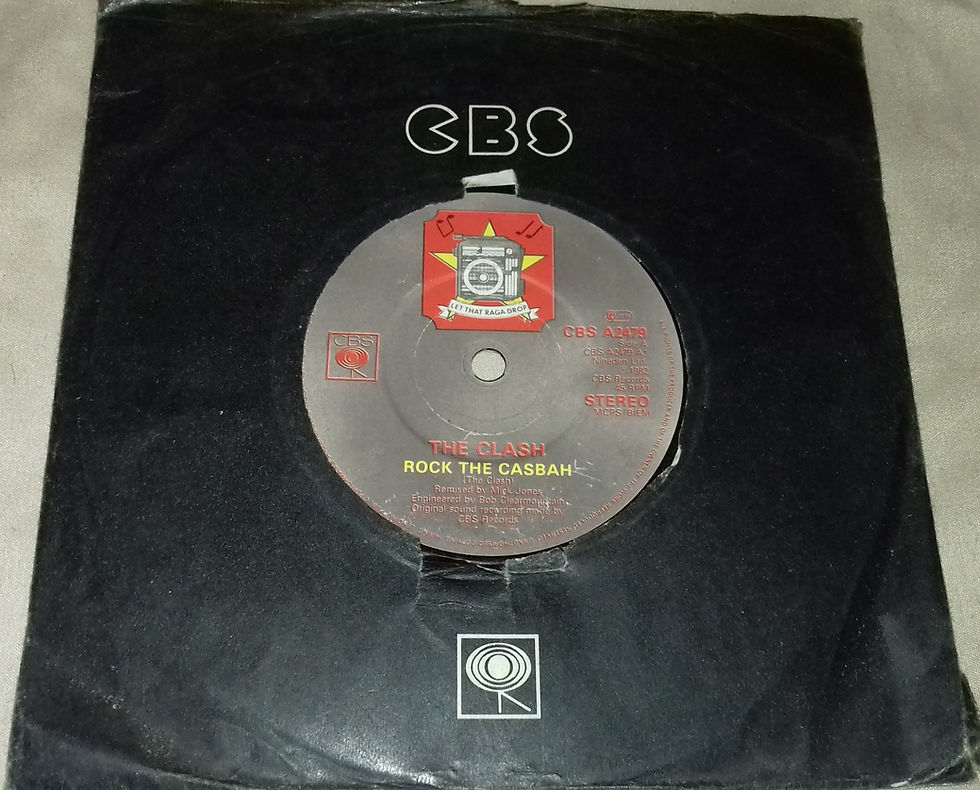 CBS
LET THAT RAGA DROP
CBS
CBS A2479
Side A
CBS A2479 A
Nineden Ltd.
1982
CBS Records
45 RPM
STEREO
MCPS BIEM
THE CLASH
ROCK THE CASBAH
(The Clash)
Remixed by Mick Jones
Engineered by Bob Clearmountain
Original sound recording made by
CBS Records